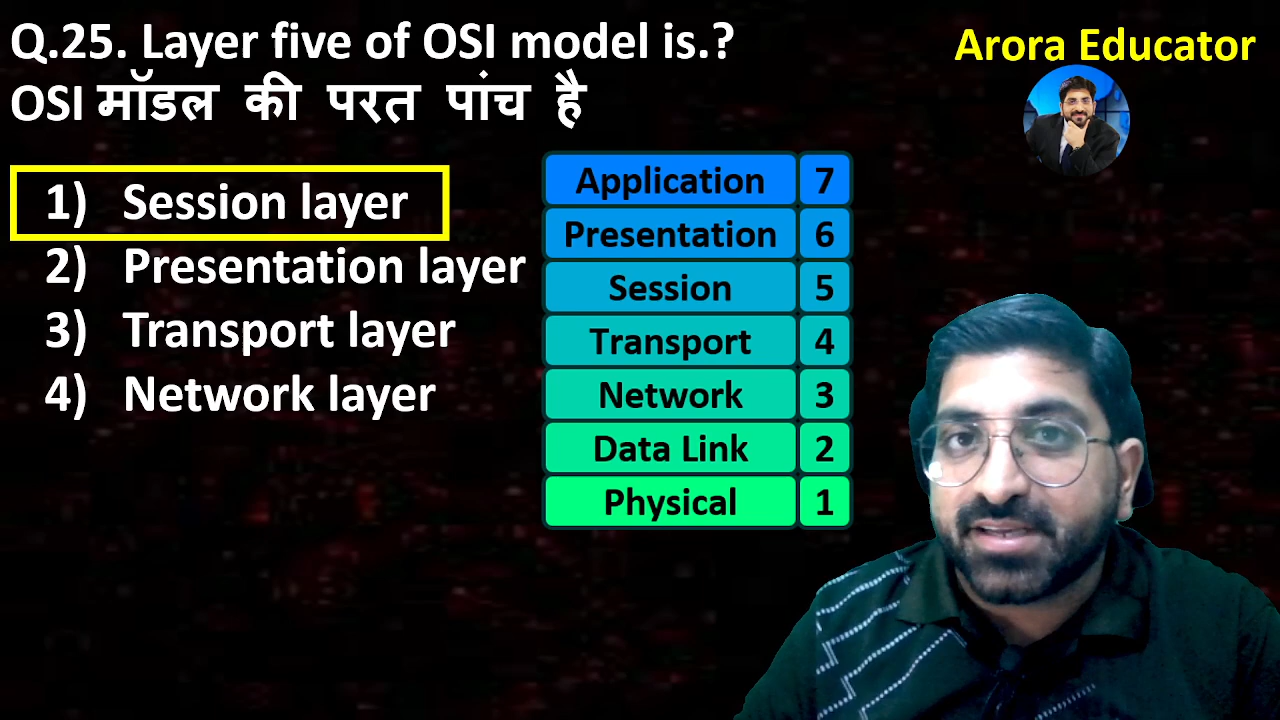 Q.25. Layer five of OSI model is.?
OSI मॉडल की परत पांच है
Arora Educator
1) Session layer
2) Presentation layer
3) Transport layer
4) Network layer
Application 7
Presentation 6
Session 5
Transport 4
Network 3
Data Link 2
Physical 1